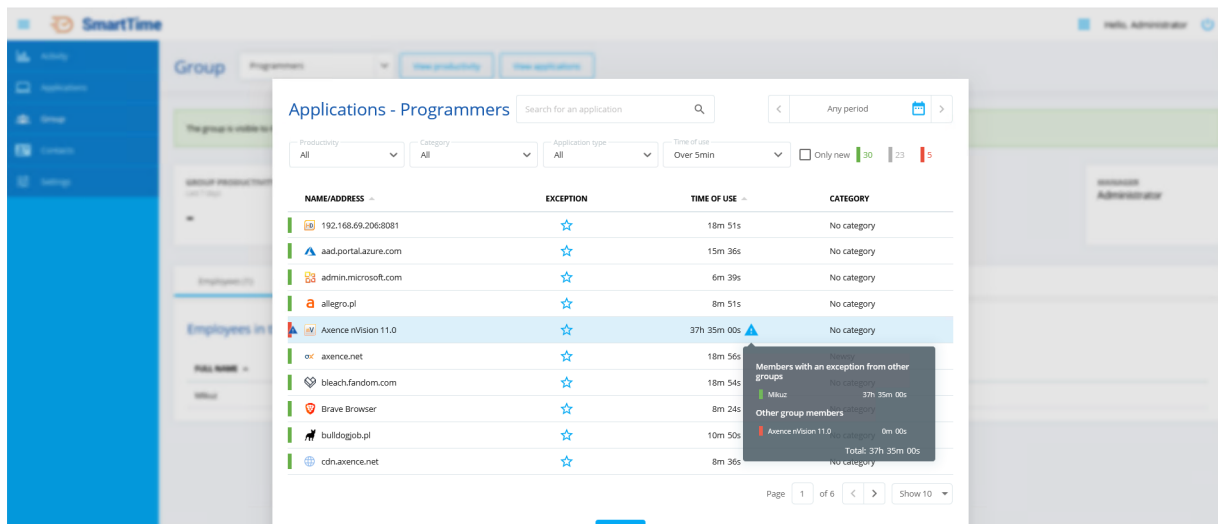 SmartTime
Hello, Administrator
Activity
Applications
Group
Contacts
Settings
Group
Programmers
View productivity
View applications
The group is visible to
GROUP PRODUCTIVITY
MANAGER
Administrator
Employees (1)
Employees in t
FULL NAME
Mikuz
Applications - Programmers
Search for an application
Any period
Productivity
All
Category
All
Application type
All
Time of use
Over 5min
Only new
30
23
5
NAME/ADDRESS EXCEPTION TIME OF USE CATEGORY
192.168.69.206:8081 18m 51s No category
aad.portal.azure.com 15m 36s No category
admin.microsoft.com 6m 39s No category
allegro.pl 8m 51s No category
Axence nVision 11.0 37h 35m 00s No category
axence.net 18m 56s
bleach.fandom.com 18m 54s No category
Brave Browser 8m 24s
bulldogjob.pl 10m 50s No category
cdn.axence.net 8m 36s No category
Members with an exception from other
groups
Mikuz 37h 35m 00s
Other group members
Axence nVision 11.0 0m 00s
Total: 37h 35m 00s
Page 1 of 6
Show 10